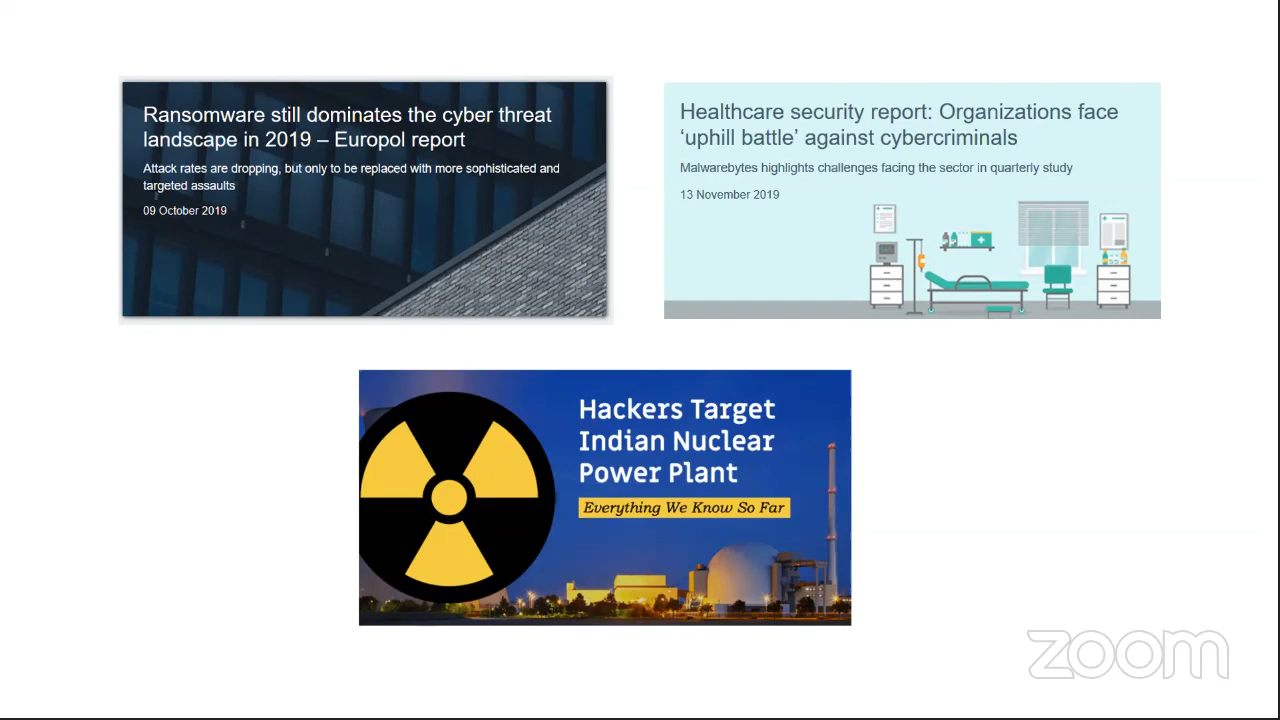 Ransomware still dominates the cyber threat
landscape in 2019 – Europol report
Attack rates are dropping, but only to be replaced with more sophisticated and
targeted assaults
09 October 2019
Healthcare security report: Organizations face
‘uphill battle’ against cybercriminals
Malwarebytes highlights challenges facing the sector in quarterly study
13 November 2019
Hackers Target
Indian Nuclear
Power Plant
Everything We Know So Far
zoom